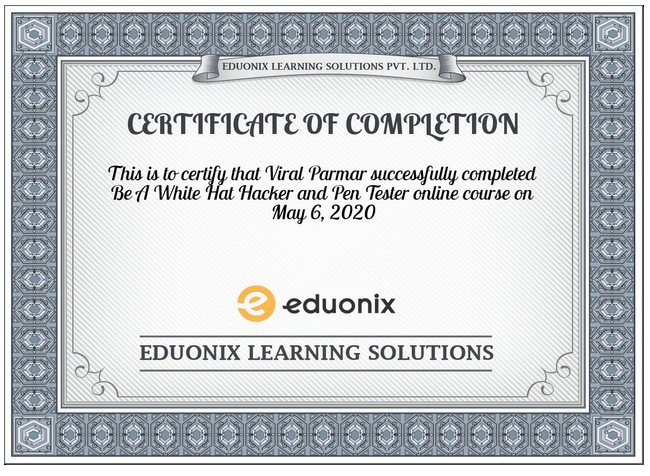 EDUONIX LEARNING SOLUTIONS PVT. LTD.
CERTIFICATE OF COMPLETION
This is to certify that Viral Parmar successfully completed
Be A White Hat Hacker and Pen Tester online course on
May 6, 2020
e eduonix
EDUONIX LEARNING SOLUTIONS